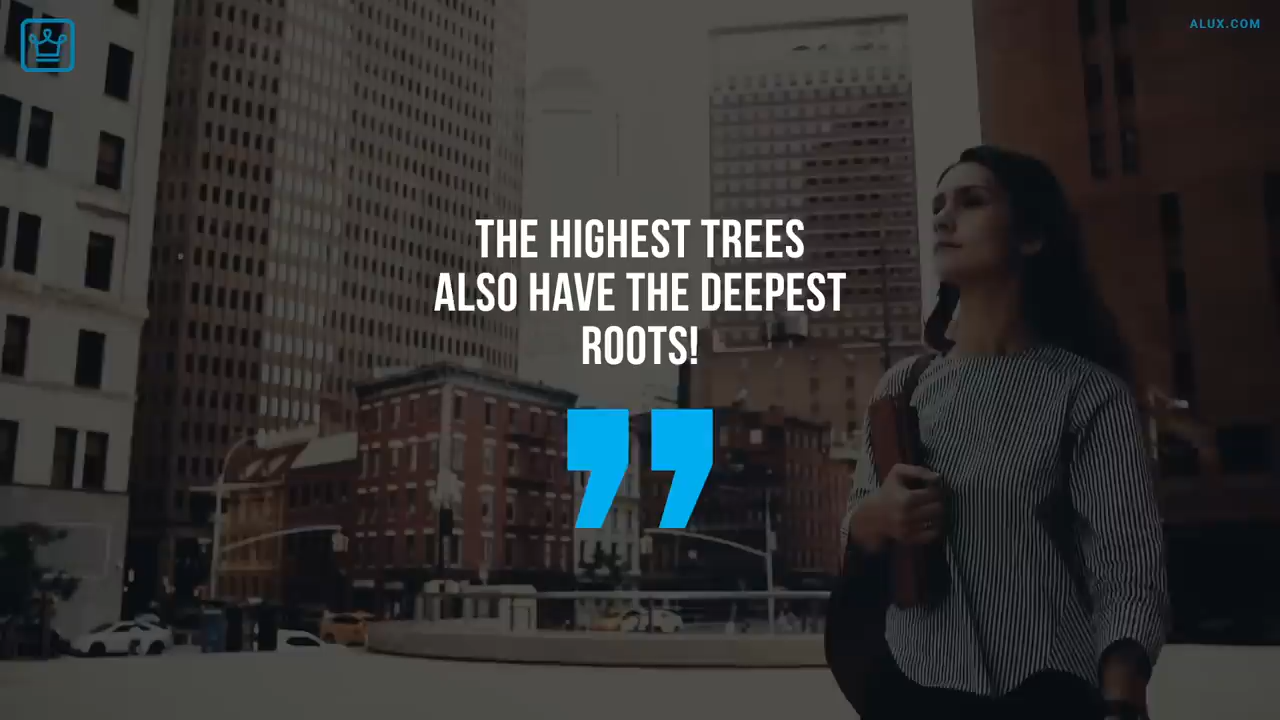 ALUX.COM
THE HIGHEST TREES
ALSO HAVE THE DEEPEST
ROOTS!
”